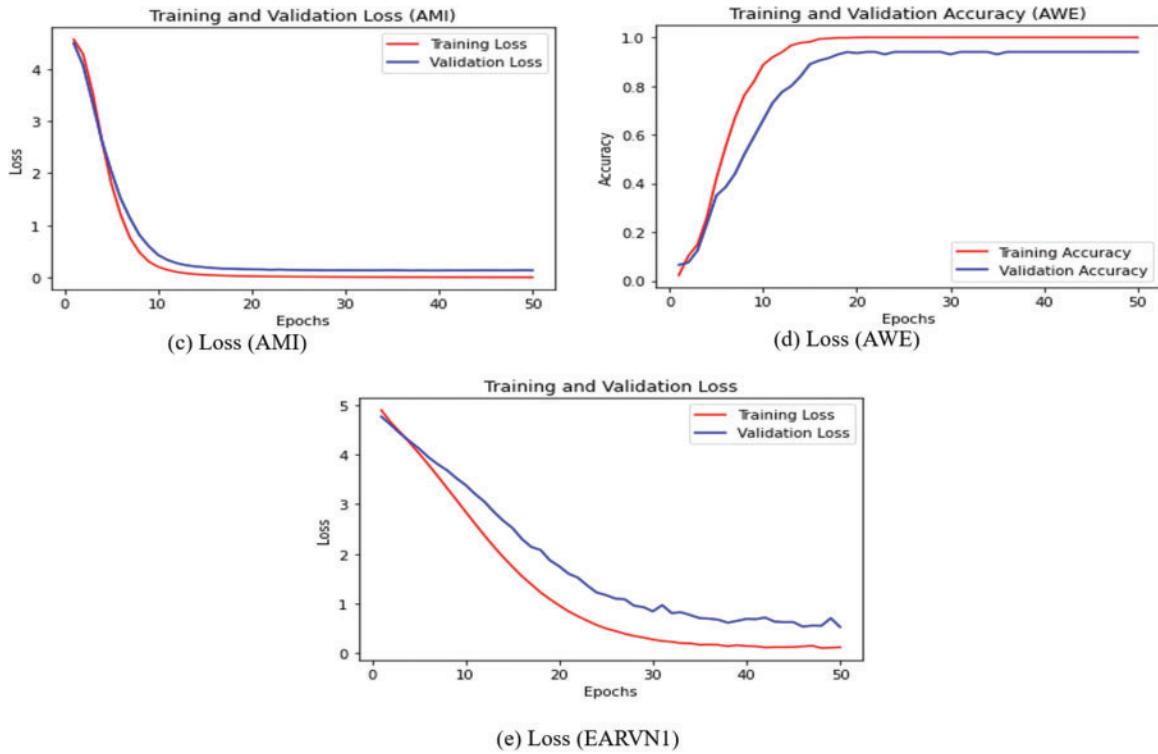 Training and Validation Loss (AMI)
Training Loss
Validation Loss
Loss
4
3
2
1
0
0 10 20 30 40 50
Epochs
(c) Loss (AMI)
Training and Validation Accuracy (AWE)
1.0
0.8
0.6
0.4
0.2
0.0
Accuracy
Training Accuracy
Validation Accuracy
0 10 20 30 40 50
Epochs
(d) Loss (AWE)
Training and Validation Loss
Training Loss
Validation Loss
5
4
3
2
1
0
Loss
0 10 20 30 40 50
Epochs
(e) Loss (EARVN1)